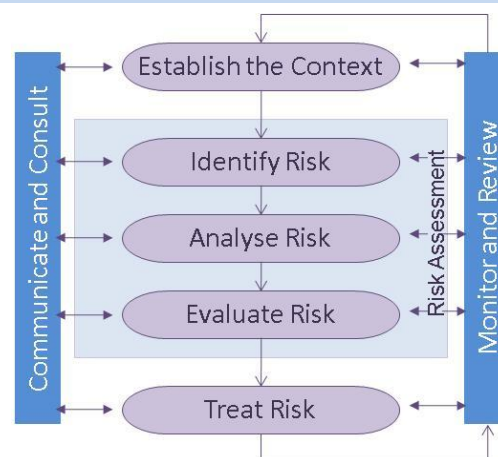 Establish the Context
Identify Risk
Analyse Risk
Evaluate Risk
Treat Risk
Communicate and Consult
Risk Assessment
Monitor and Review